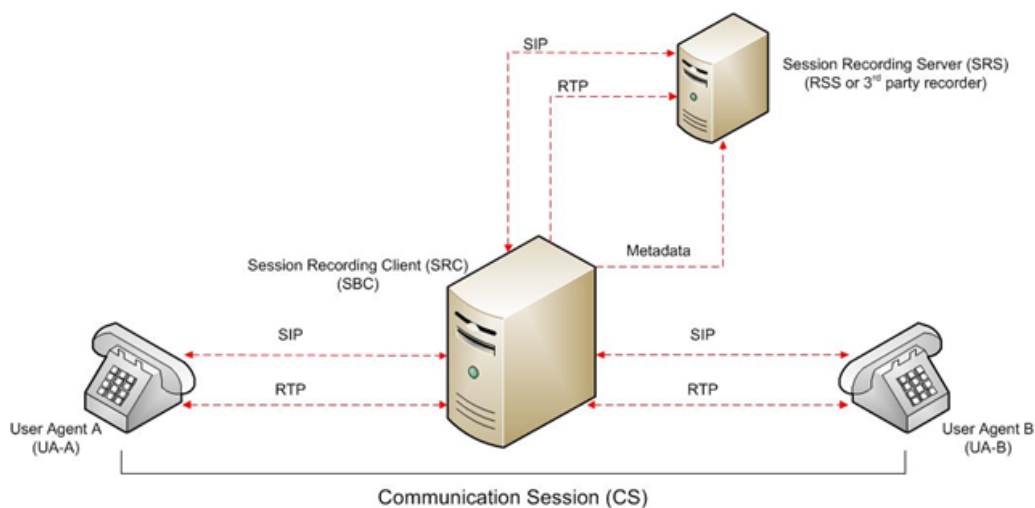 SIP
Session Recording Server (SRS)
(RSS or 3rd party recorder)
RTP
Metadata
Session Recording Client (SRC)
(SBC)
SIP
SIP
RTP
RTP
User Agent A
(UA-A)
User Agent B
(UA-B)
Communication Session (CS)